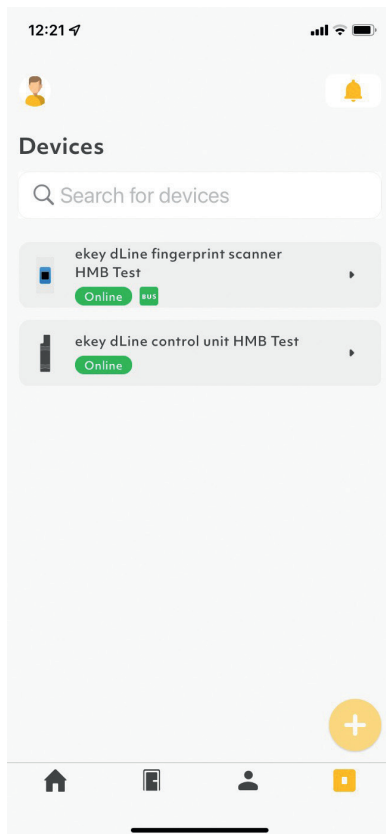 12:21
Devices
Search for devices
ekey dLine fingerprint scanner
HMB Test
Online BUS
ekey dLine control unit HMB Test
Online